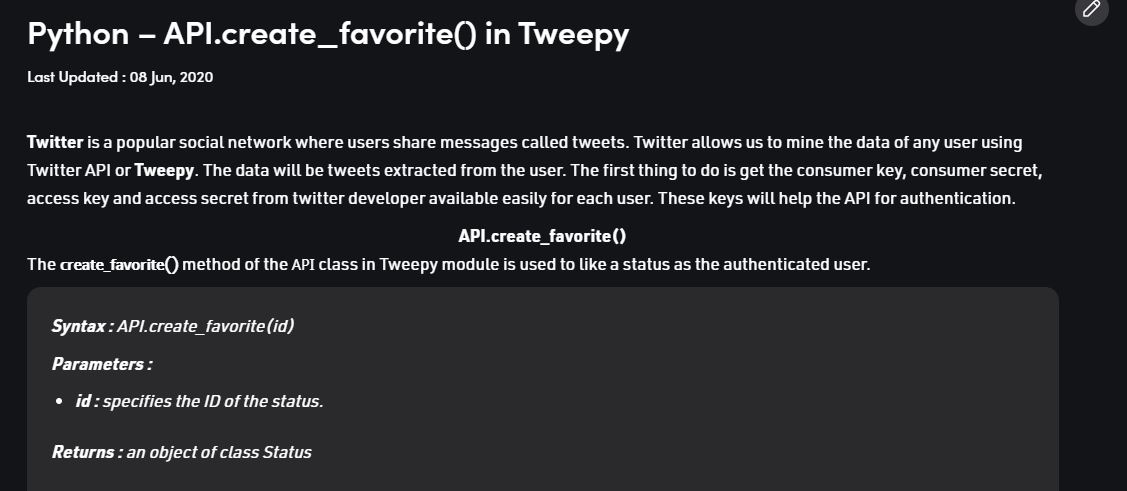 Python – API.create_favorite() in Tweepy
Last Updated : 08 Jun, 2020
Twitter is a popular social network where users share messages called tweets. Twitter allows us to mine the data of any user using
Twitter API or Tweepy. The data will be tweets extracted from the user. The first thing to do is get the consumer key, consumer secret,
access key and access secret from twitter developer available easily for each user. These keys will help the API for authentication.
API.create_favorite()
The create_favorite() method of the API class in Tweepy module is used to like a status as the authenticated user.
Syntax : API.create_favorite(id)
Parameters :
• id : specifies the ID of the status.
Returns : an object of class Status